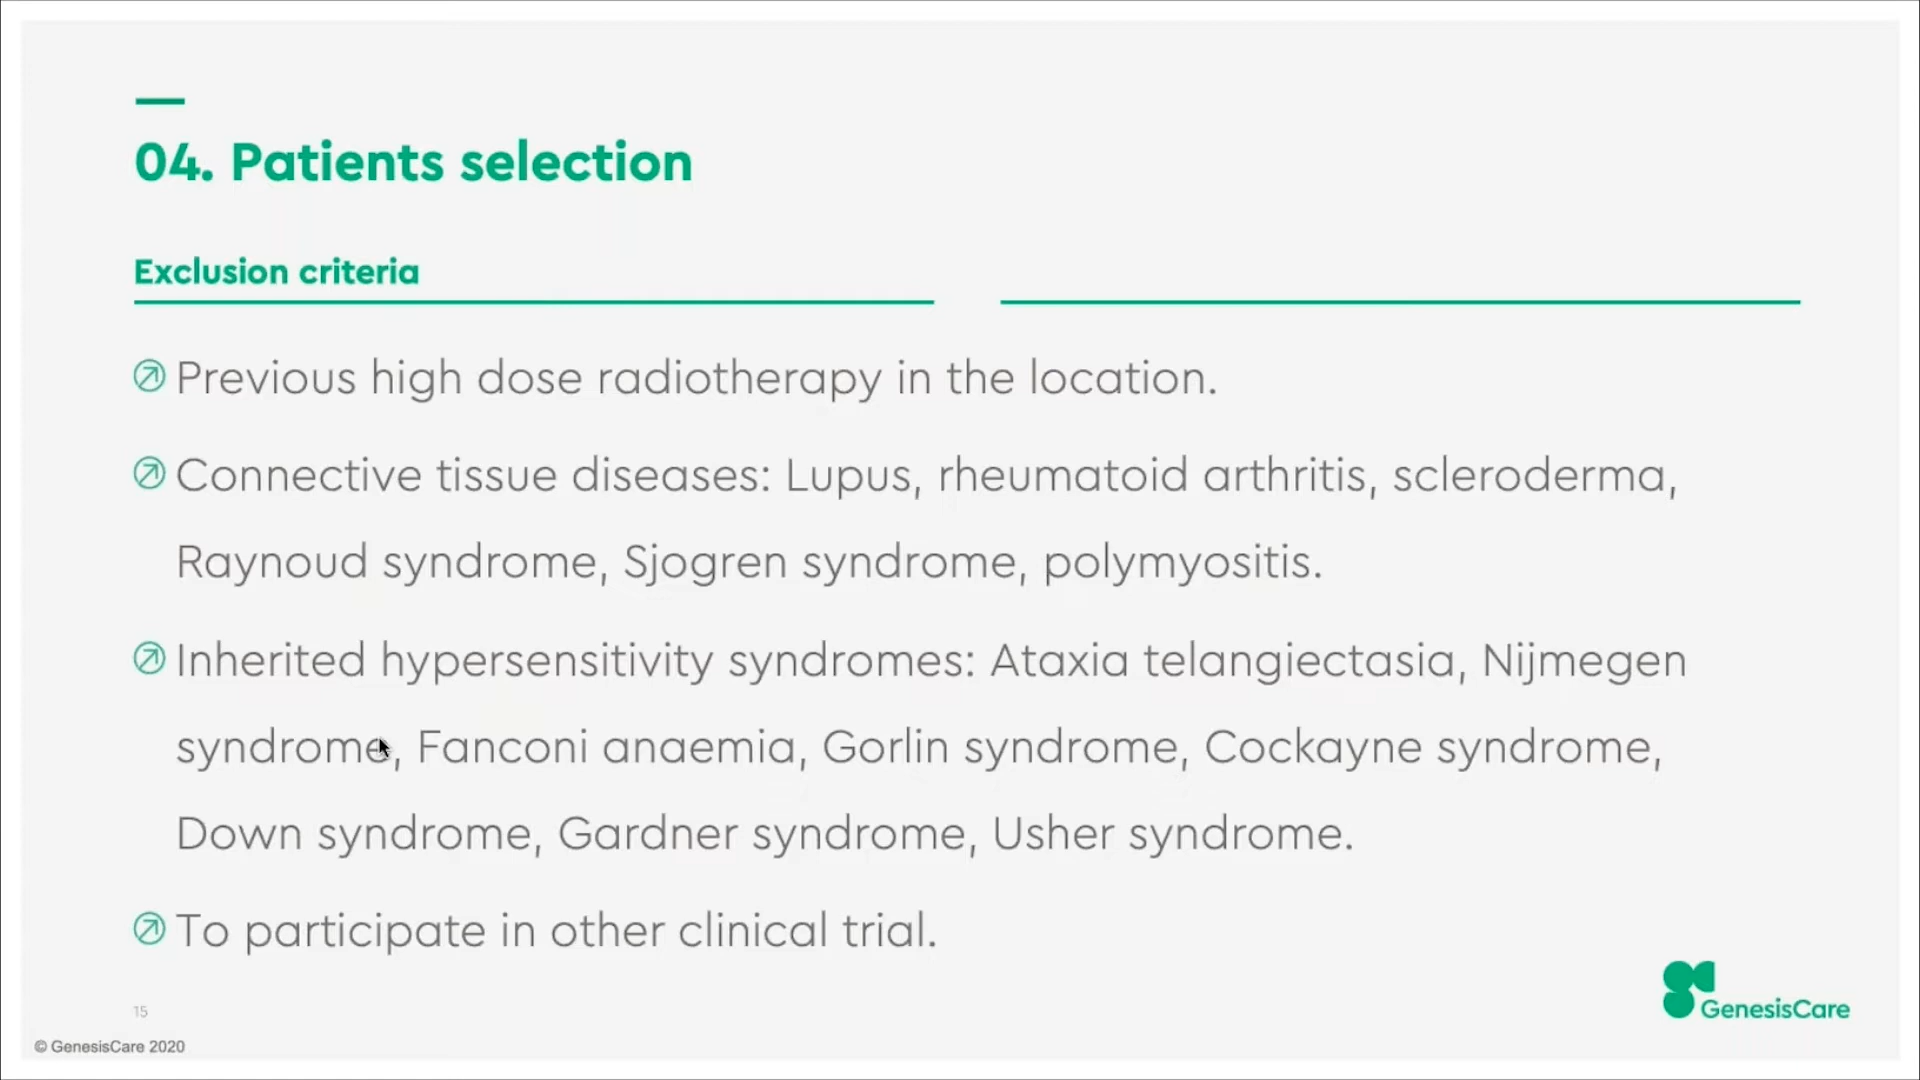 04. Patients selection
Exclusion criteria
Previous high dose radiotherapy in the location.
Connective tissue diseases: Lupus, rheumatoid arthritis, scleroderma,
Raynoud syndrome, Sjogren syndrome, polymyositis.
Inherited hypersensitivity syndromes: Ataxia telangiectasia, Nijmegen
syndrome, Fanconi anaemia, Gorlin syndrome, Cockayne syndrome,
Down syndrome, Gardner syndrome, Usher syndrome.
To participate in other clinical trial.
15
GenesisCare
© GenesisCare 2020